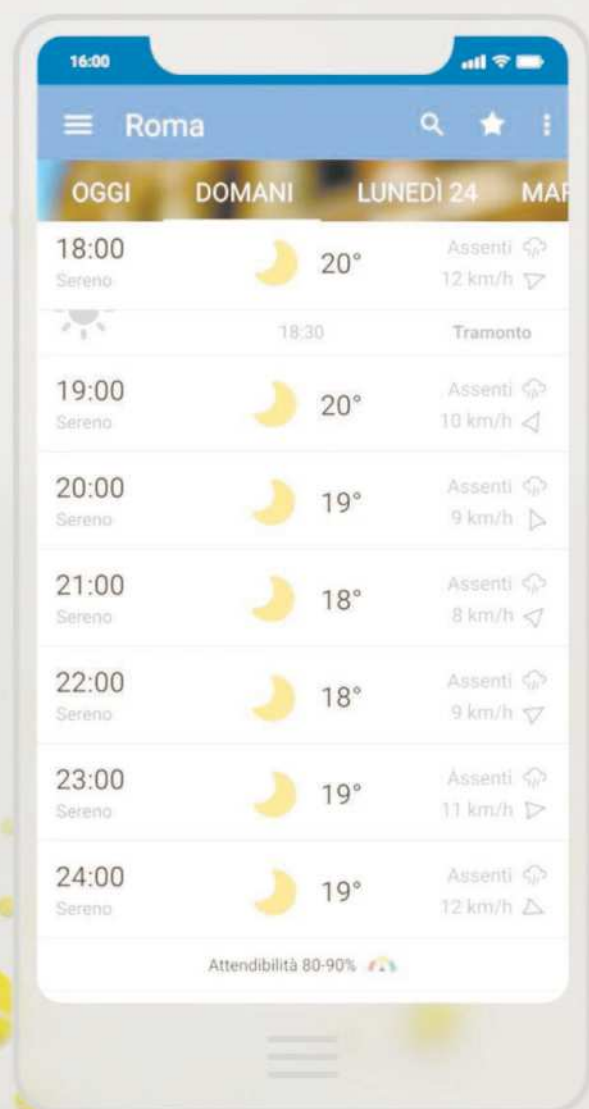 16:00
Roma
OGGI DOMANI LUNEDÌ 24 MAR
18:00 20° Assenti
Sereno 12 km/h
18:30 Tramonto
19:00 20° Assenti
Sereno 10 km/h
20:00 19° Assenti
Sereno 9 km/h
21:00 18° Assenti
Sereno 8 km/h
22:00 18° Assenti
Sereno 9 km/h
23:00 19° Assenti
Sereno 11 km/h
24:00 19° Assenti
Sereno 12 km/h
Attendibilità 80-90%